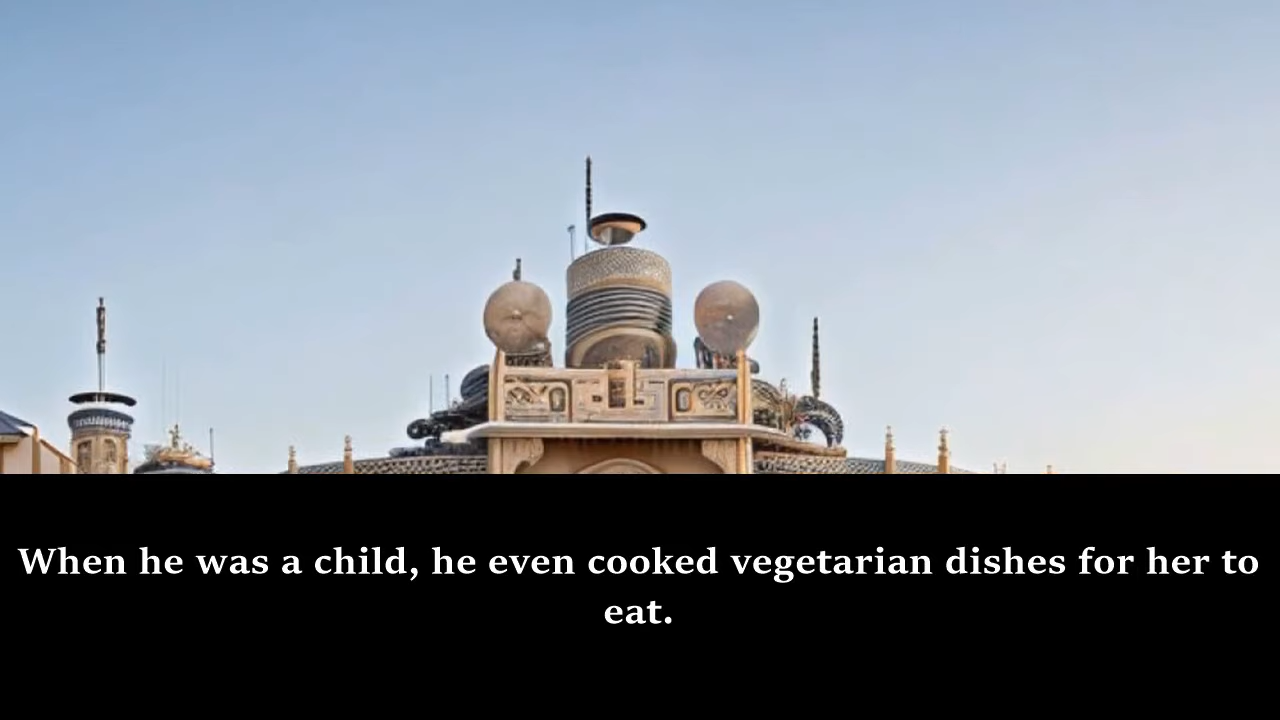 When he was a child, he even cooked vegetarian dishes for her to
eat.